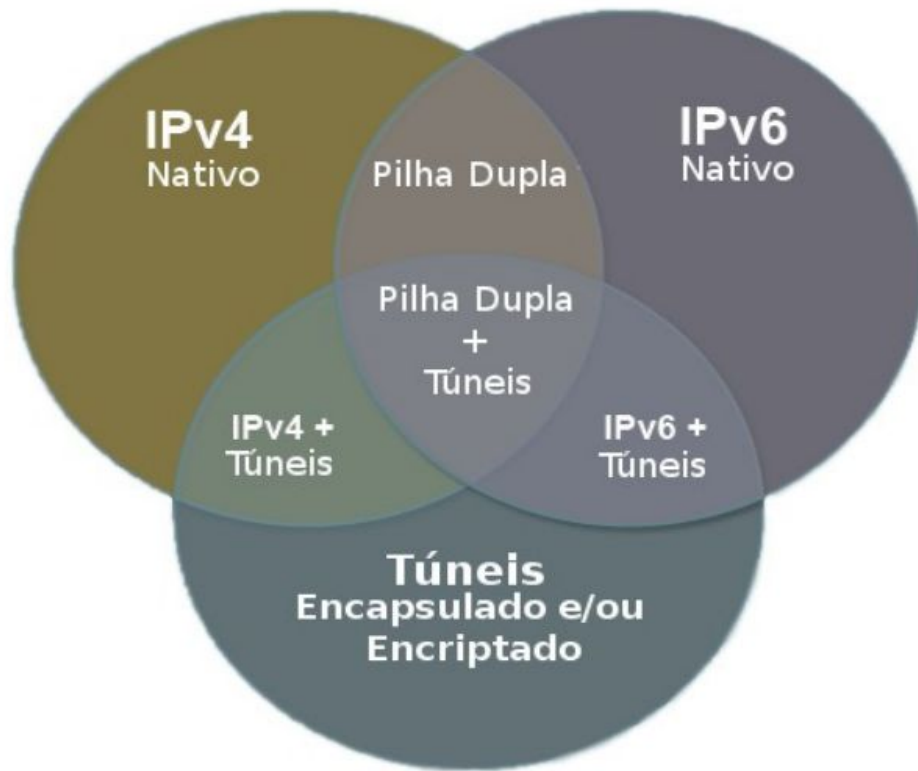 IPv4
Nativo
IPv6
Nativo
Pilha Dupla
Pilha Dupla
+
Túneis
IPv4 +
Túneis
IPv6 +
Túneis
Túneis
Encapsulado e/ou
Encriptado